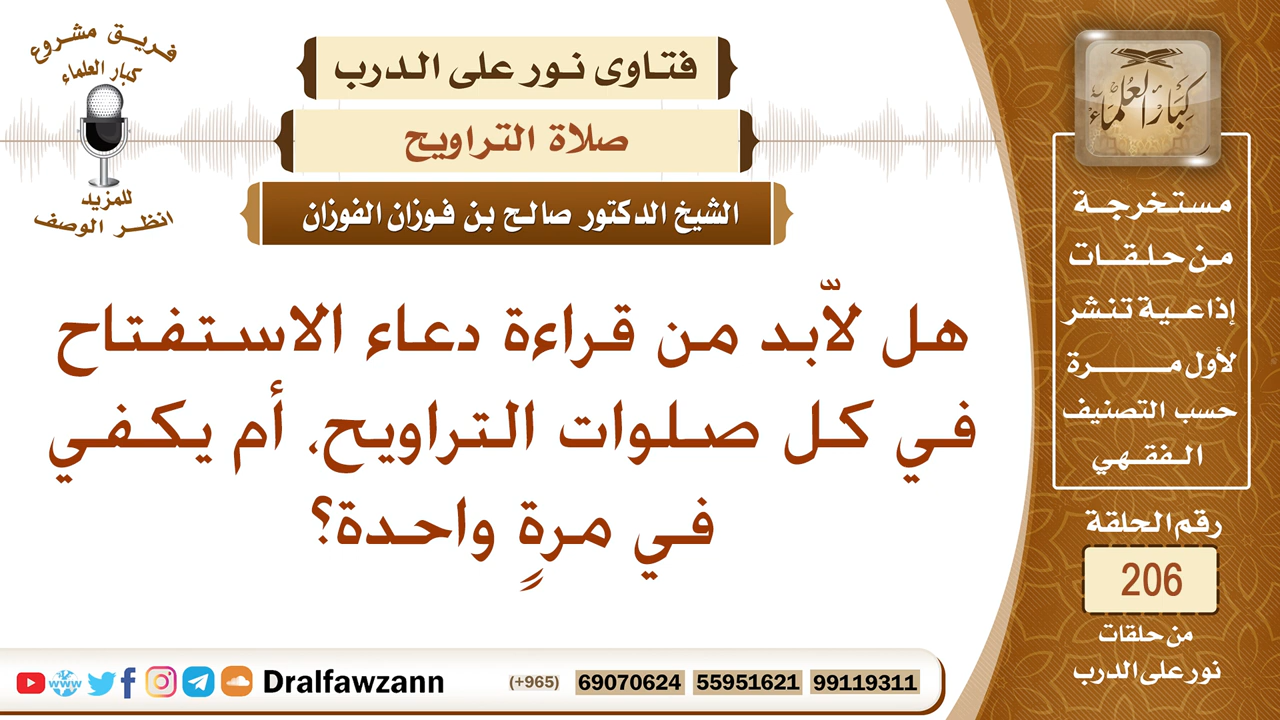 فريق مشروع
كبار العلماء
للمزيد
انظر الوصف
فتاوى نور على الدرب
صلاة التراويح
الشيخ الدكتور صالح بن فوزان الفوزان
هل لاّبد من قراءة دعاء الاستفتاح
في كل صلوات التراويح، أم يكفي
في مرةٍ واحدة؟
كبار العلماء
مستخرجة
من حلقات
إذاعية تنشر
لأول مرة
حسب التصنيف
الفقهي
رقم الحلقة
206
من حلقات
نور على الدرب
www
Dralfawzann (+965) 69070624 55951621 99119311